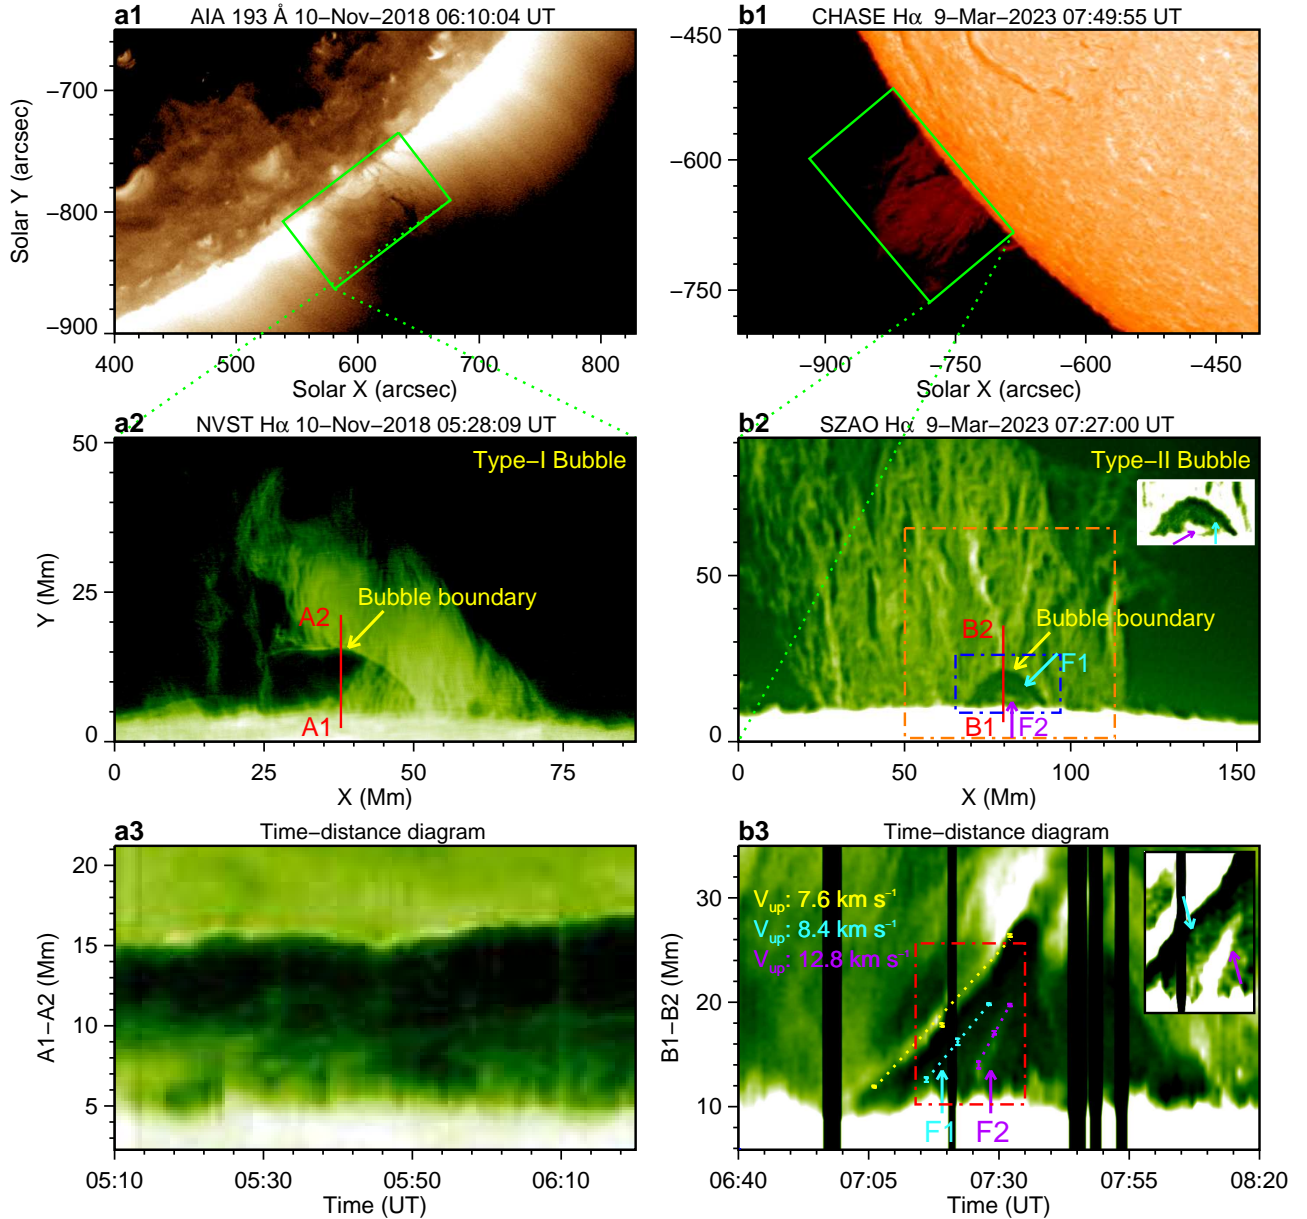 a1
AIA 193 Å 10-Nov-2018 06:10:04 UT
Solar Y (arcsec)
-700
-800
-900
400 500 600 700 800
Solar X (arcsec)
b1
CHASE Hα 9-Mar-2023 07:49:55 UT
-450
-600
-750
-900 -750 -600 -450
Solar X (arcsec)
a2
NVST Hα 10-Nov-2018 05:28:09 UT
Type-I Bubble
Bubble boundary
A2
A1
Y (Mm)
50
25
0
0 25 50 75
X (Mm)
b2
SZAO Hα 9-Mar-2023 07:27:00 UT
Type-II Bubble
Bubble boundary
B2
F1
B1
F2
50
0
0 50 100 150
X (Mm)
a3
Time-distance diagram
A1-A2 (Mm)
20
15
10
5
05:10 05:30 05:50 06:10
Time (UT)
b3
Time-distance diagram
Vup: 7.6 km s⁻¹
Vup: 8.4 km s⁻¹
Vup: 12.8 km s⁻¹
F1
F2
B1-B2 (Mm)
30
20
10
06:40 07:05 07:30 07:55 08:20
Time (UT)